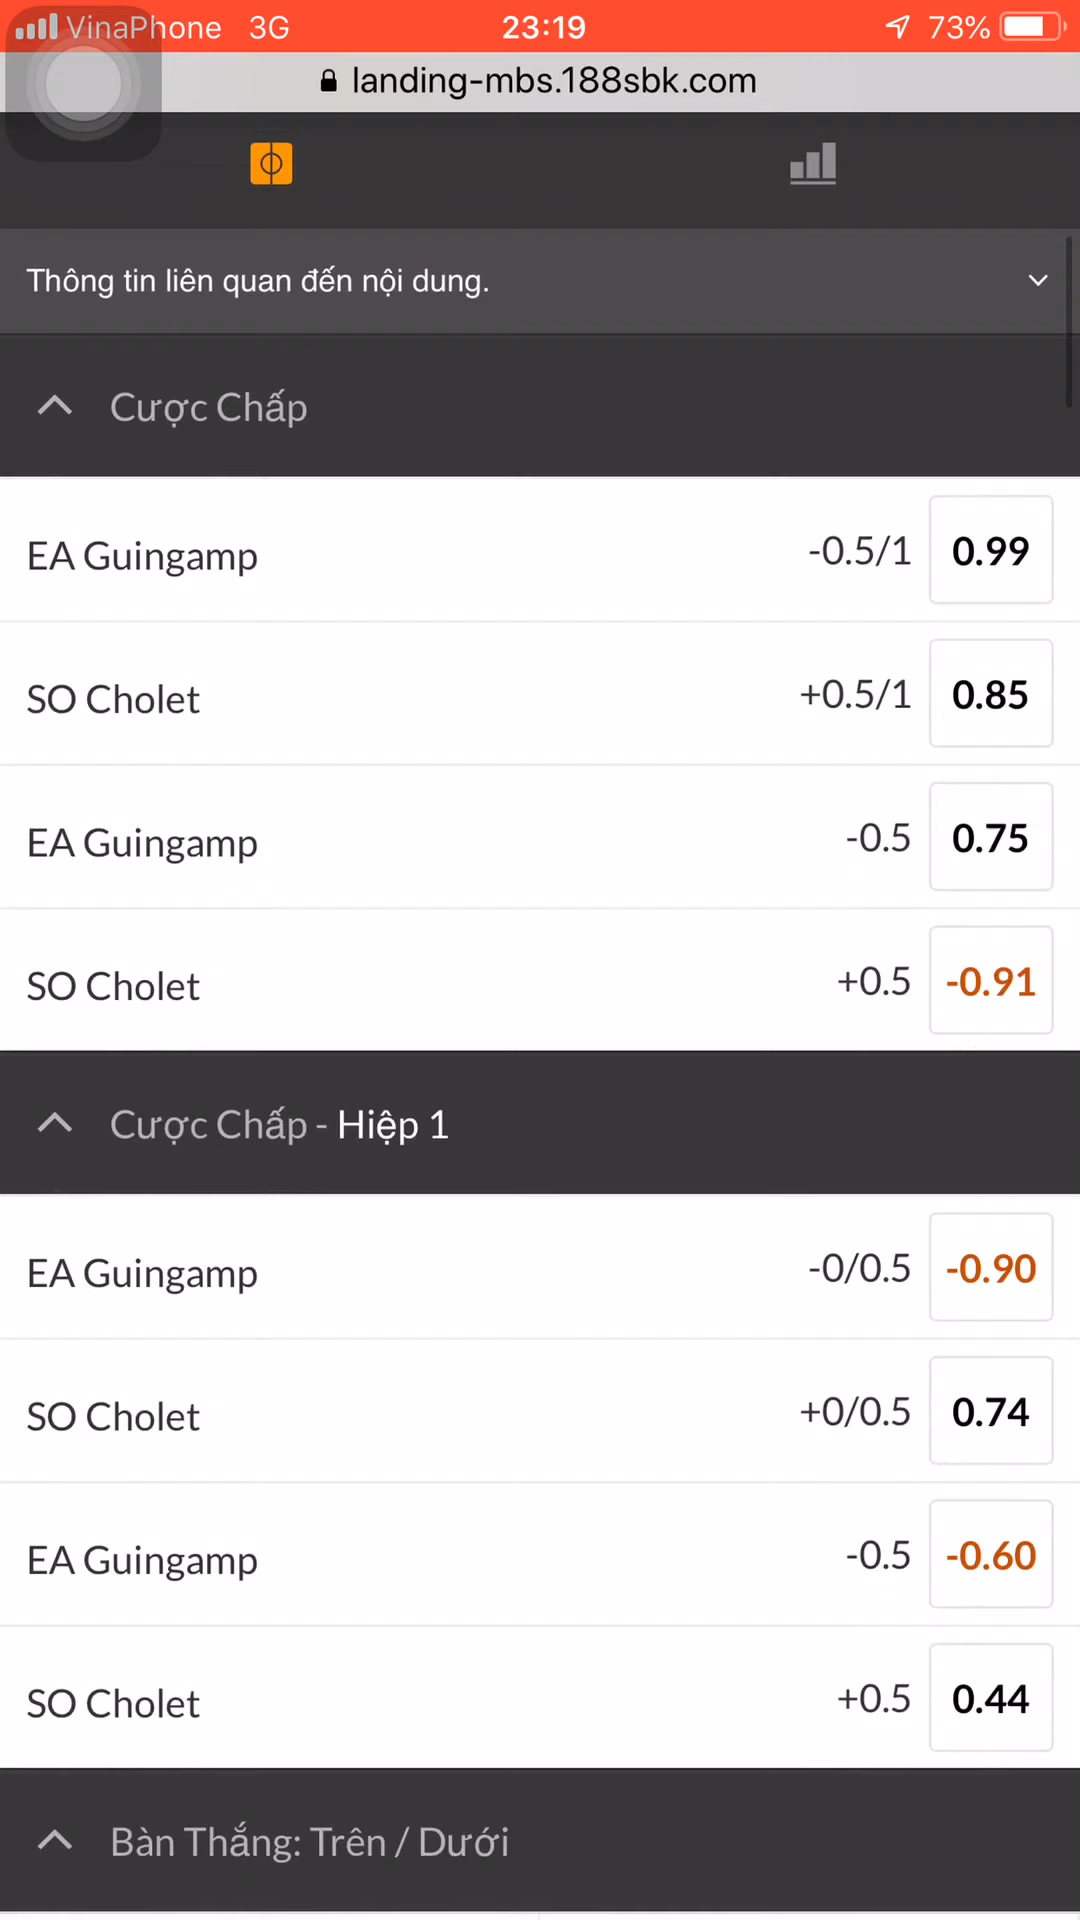 VinaPhone 3G 23:19 73%
landing-mbs.188sbk.com
Thông tin liên quan đến nội dung.
Cược Chấp
EA Guingamp -0.5/1 0.99
SO Cholet +0.5/1 0.85
EA Guingamp -0.5 0.75
SO Cholet +0.5 -0.91
Cược Chấp - Hiệp 1
EA Guingamp -0/0.5 -0.90
SO Cholet +0/0.5 0.74
EA Guingamp -0.5 -0.60
SO Cholet +0.5 0.44
Bàn Thắng: Trên / Dưới